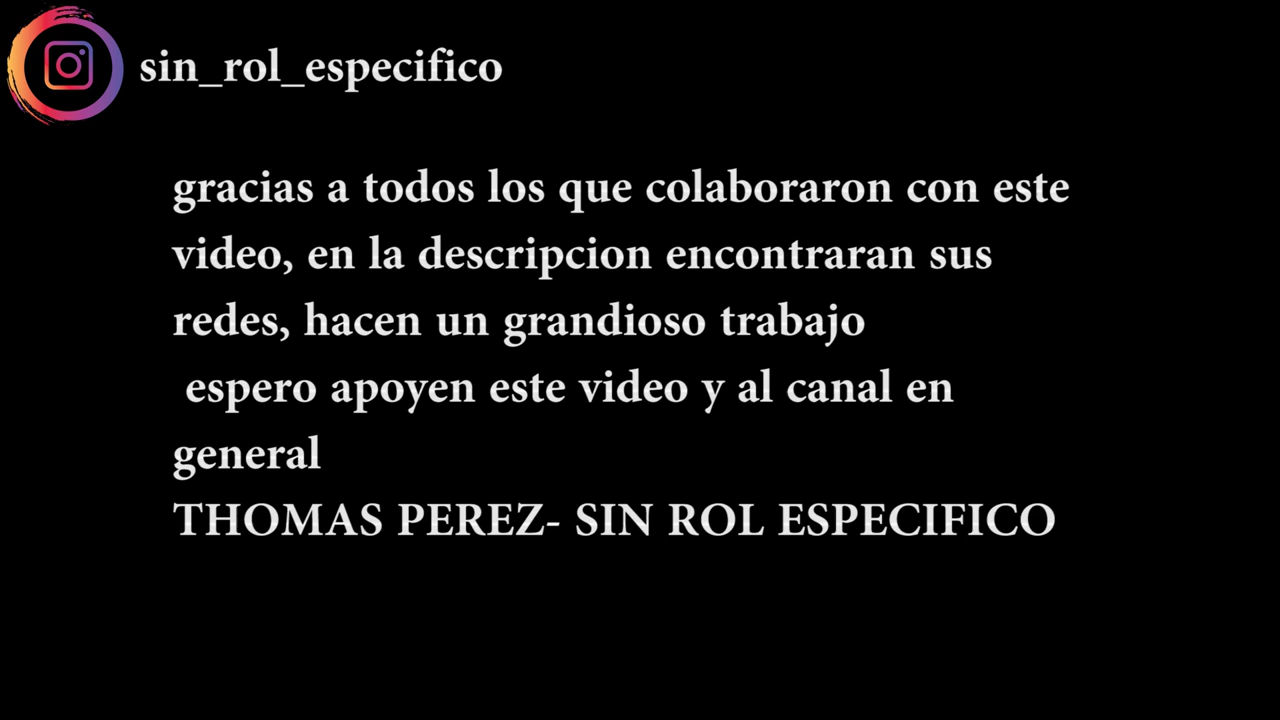 sin_rol_especifico
gracias a todos los que colaboraron con este
video, en la descripcion encontraran sus
redes, hacen un grandioso trabajo
espero apoyen este video y al canal en
general
THOMAS PEREZ- SIN ROL ESPECIFICO